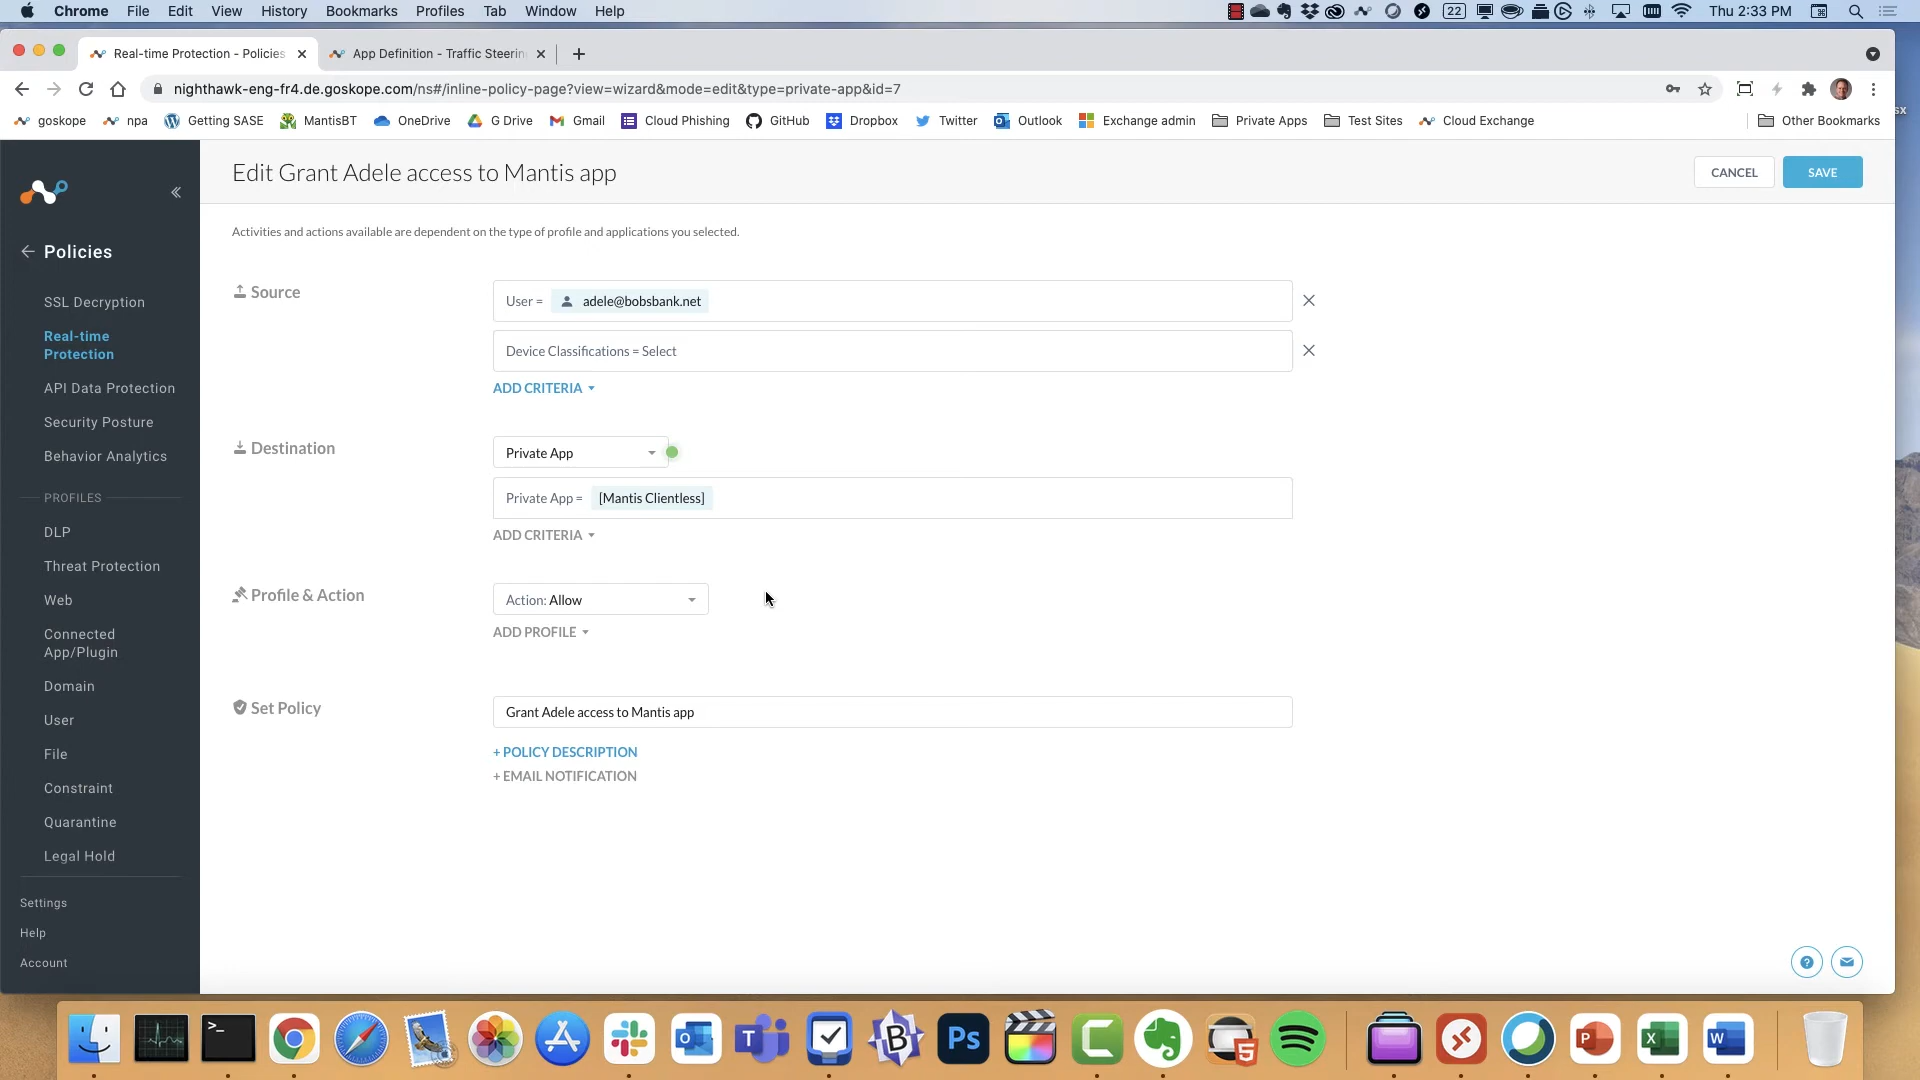 Chrome File Edit View History Bookmarks Profiles Tab Window Help
22
Thu 2:33 PM
Real-time Protection - Policies
App Definition - Traffic Steerin
nighthawk-eng-fr4.de.goskope.com/ns#/inline-policy-page?view=wizard&mode=edit&type=private-app&id=7
goskope npa Getting SASE MantisBT OneDrive G Drive Gmail Cloud Phishing GitHub Dropbox Twitter Outlook Exchange admin Private Apps Test Sites Cloud Exchange Other Bookmarks
sx
Edit Grant Adele access to Mantis app
CANCEL
SAVE
Policies
SSL Decryption
Real-time
Protection
API Data Protection
Security Posture
Behavior Analytics
PROFILES
DLP
Threat Protection
Web
Connected
App/Plugin
Domain
User
File
Constraint
Quarantine
Legal Hold
Settings
Help
Account
Activities and actions available are dependent on the type of profile and applications you selected.
Source
User = adele@bobsbank.net
Device Classifications = Select
ADD CRITERIA
Destination
Private App
Private App = [Mantis Clientless]
ADD CRITERIA
Profile & Action
Action: Allow
ADD PROFILE
Set Policy
Grant Adele access to Mantis app
+ POLICY DESCRIPTION
+ EMAIL NOTIFICATION